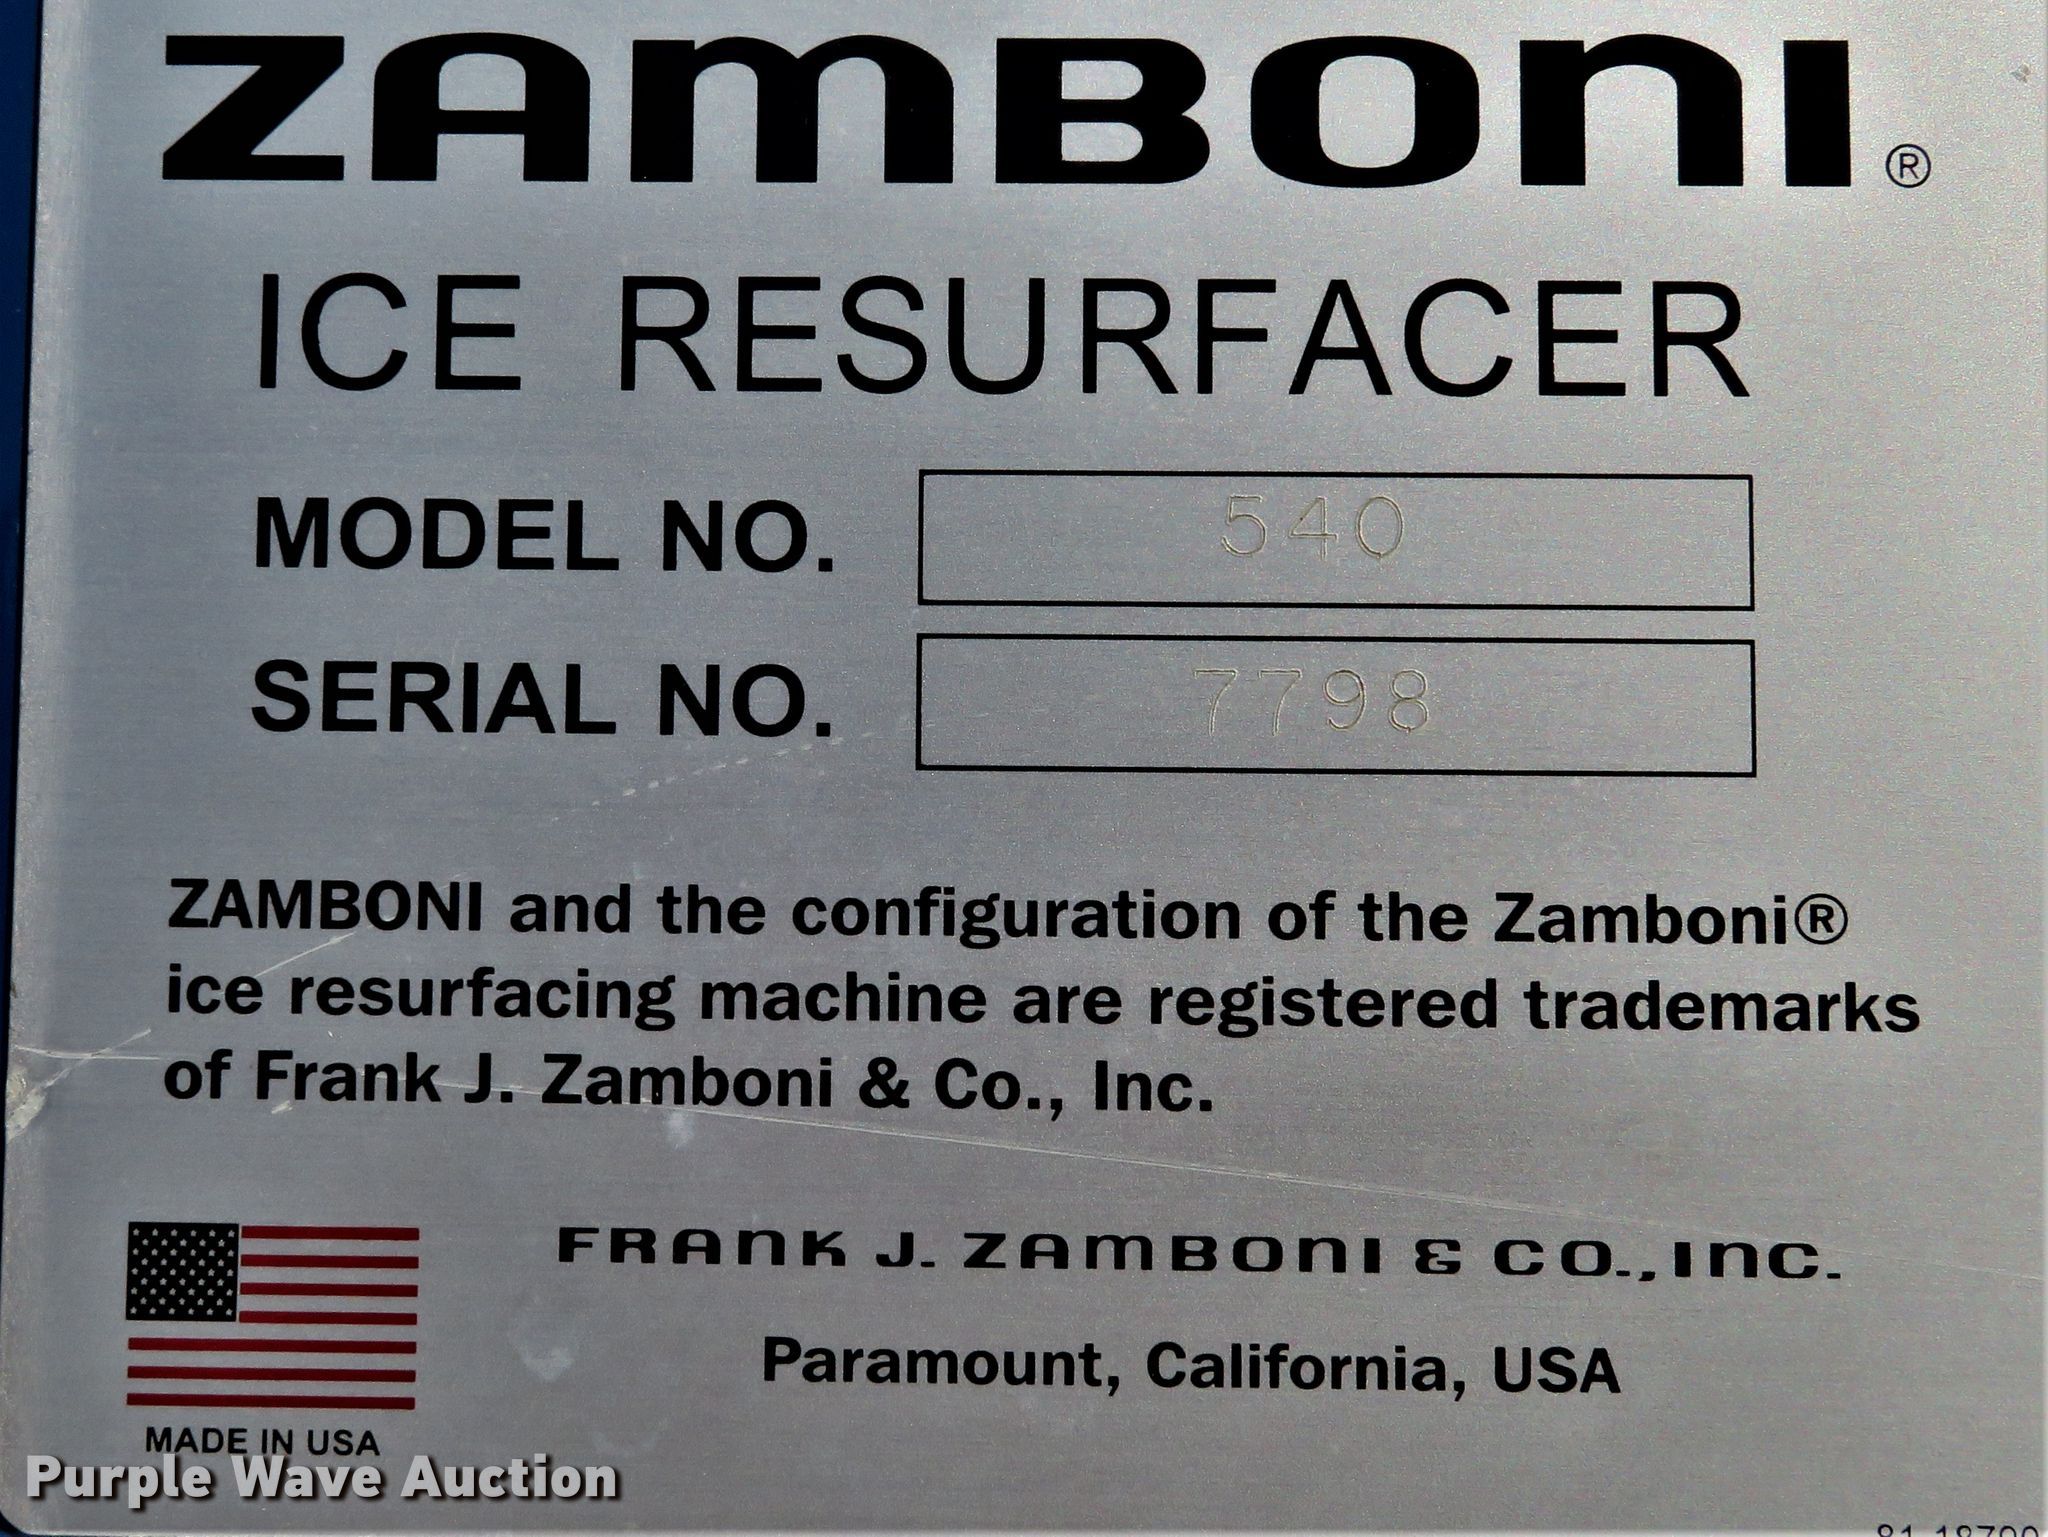 ZAMBONI®
ICE RESURFACER
MODEL NO. 540
SERIAL NO. 7798
ZAMBONI and the configuration of the Zamboni®
ice resurfacing machine are registered trademarks
of Frank J. Zamboni & Co., Inc.
FRANK J. ZAMBONI & CO., INC.
Paramount, California, USA
MADE IN USA
Purple Wave Auction